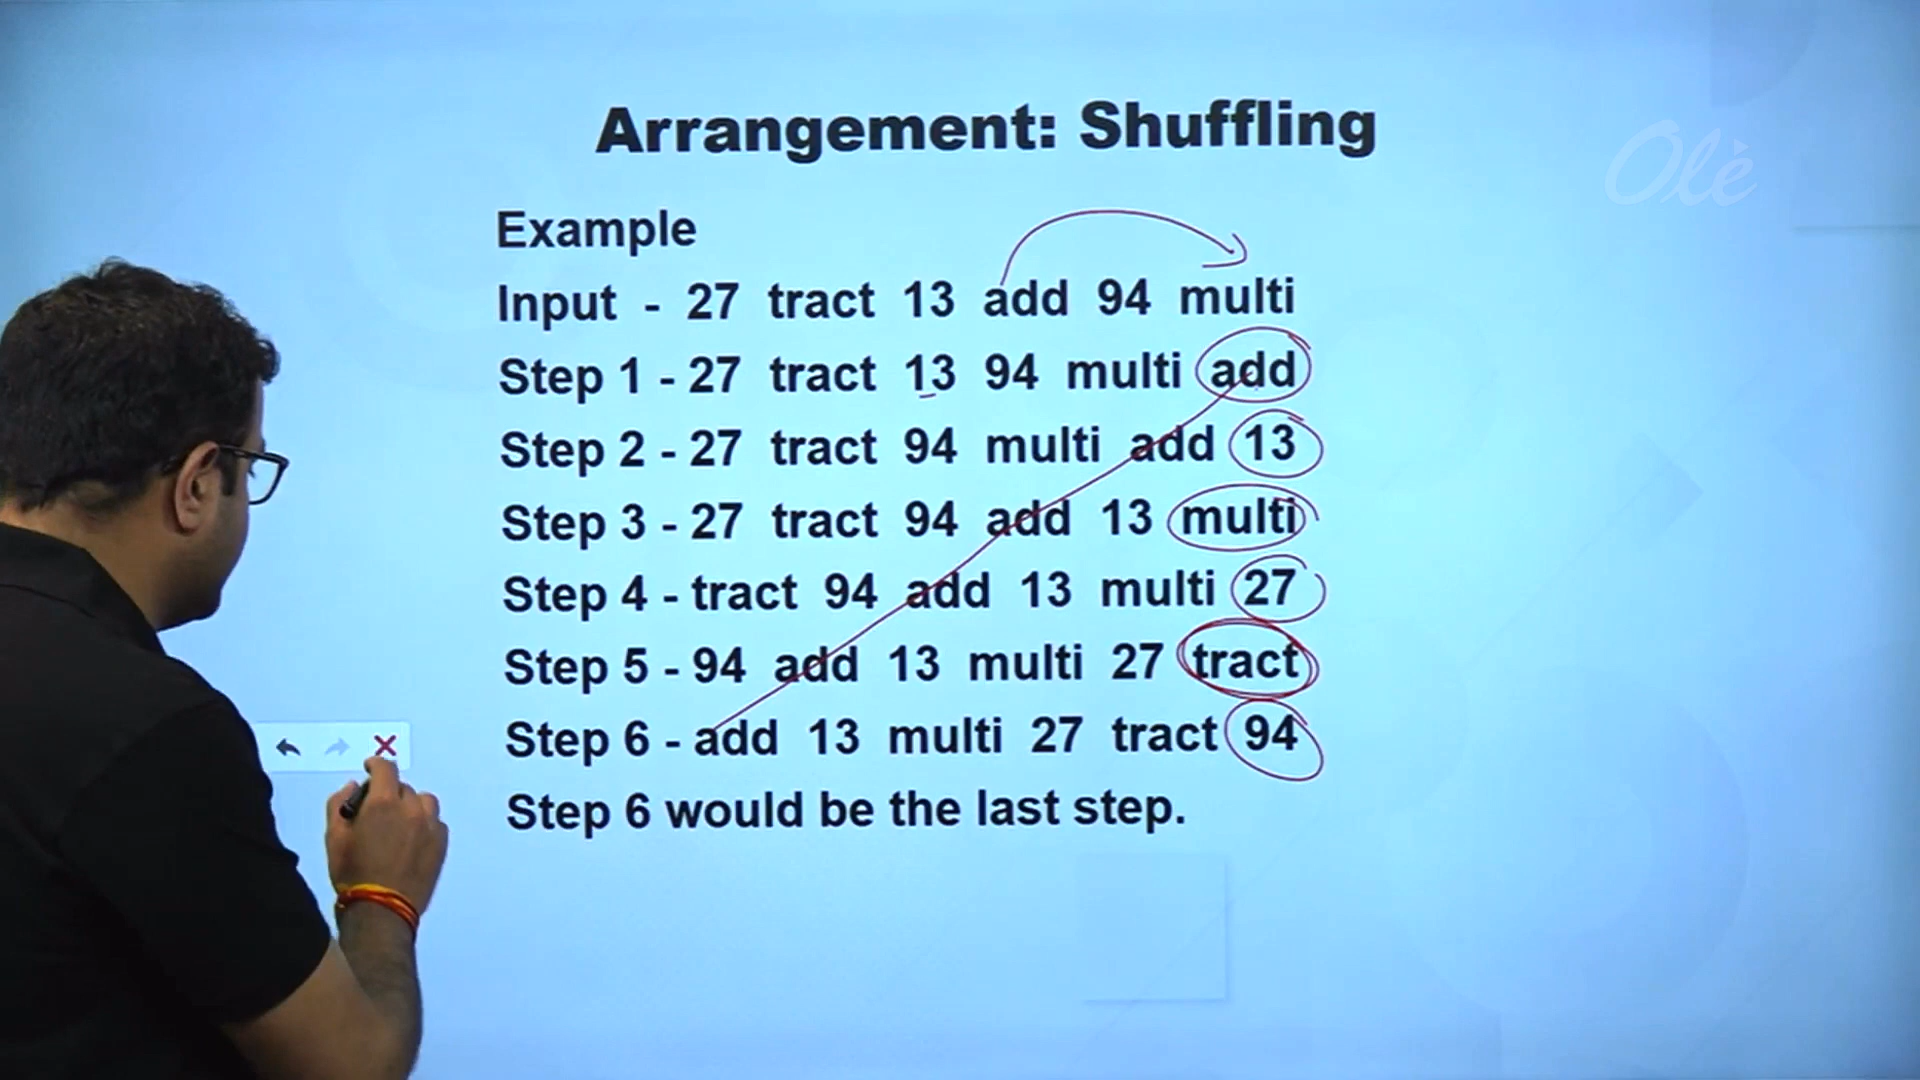 Arrangement: Shuffling
Olè
Example
Input - 27 tract 13 add 94 multi
Step 1 - 27 tract 13 94 multi add
Step 2 - 27 tract 94 multi add 13
Step 3 - 27 tract 94 add 13 multi
Step 4 - tract 94 add 13 multi 27
Step 5 - 94 add 13 multi 27 tract
Step 6 - add 13 multi 27 tract 94
Step 6 would be the last step.